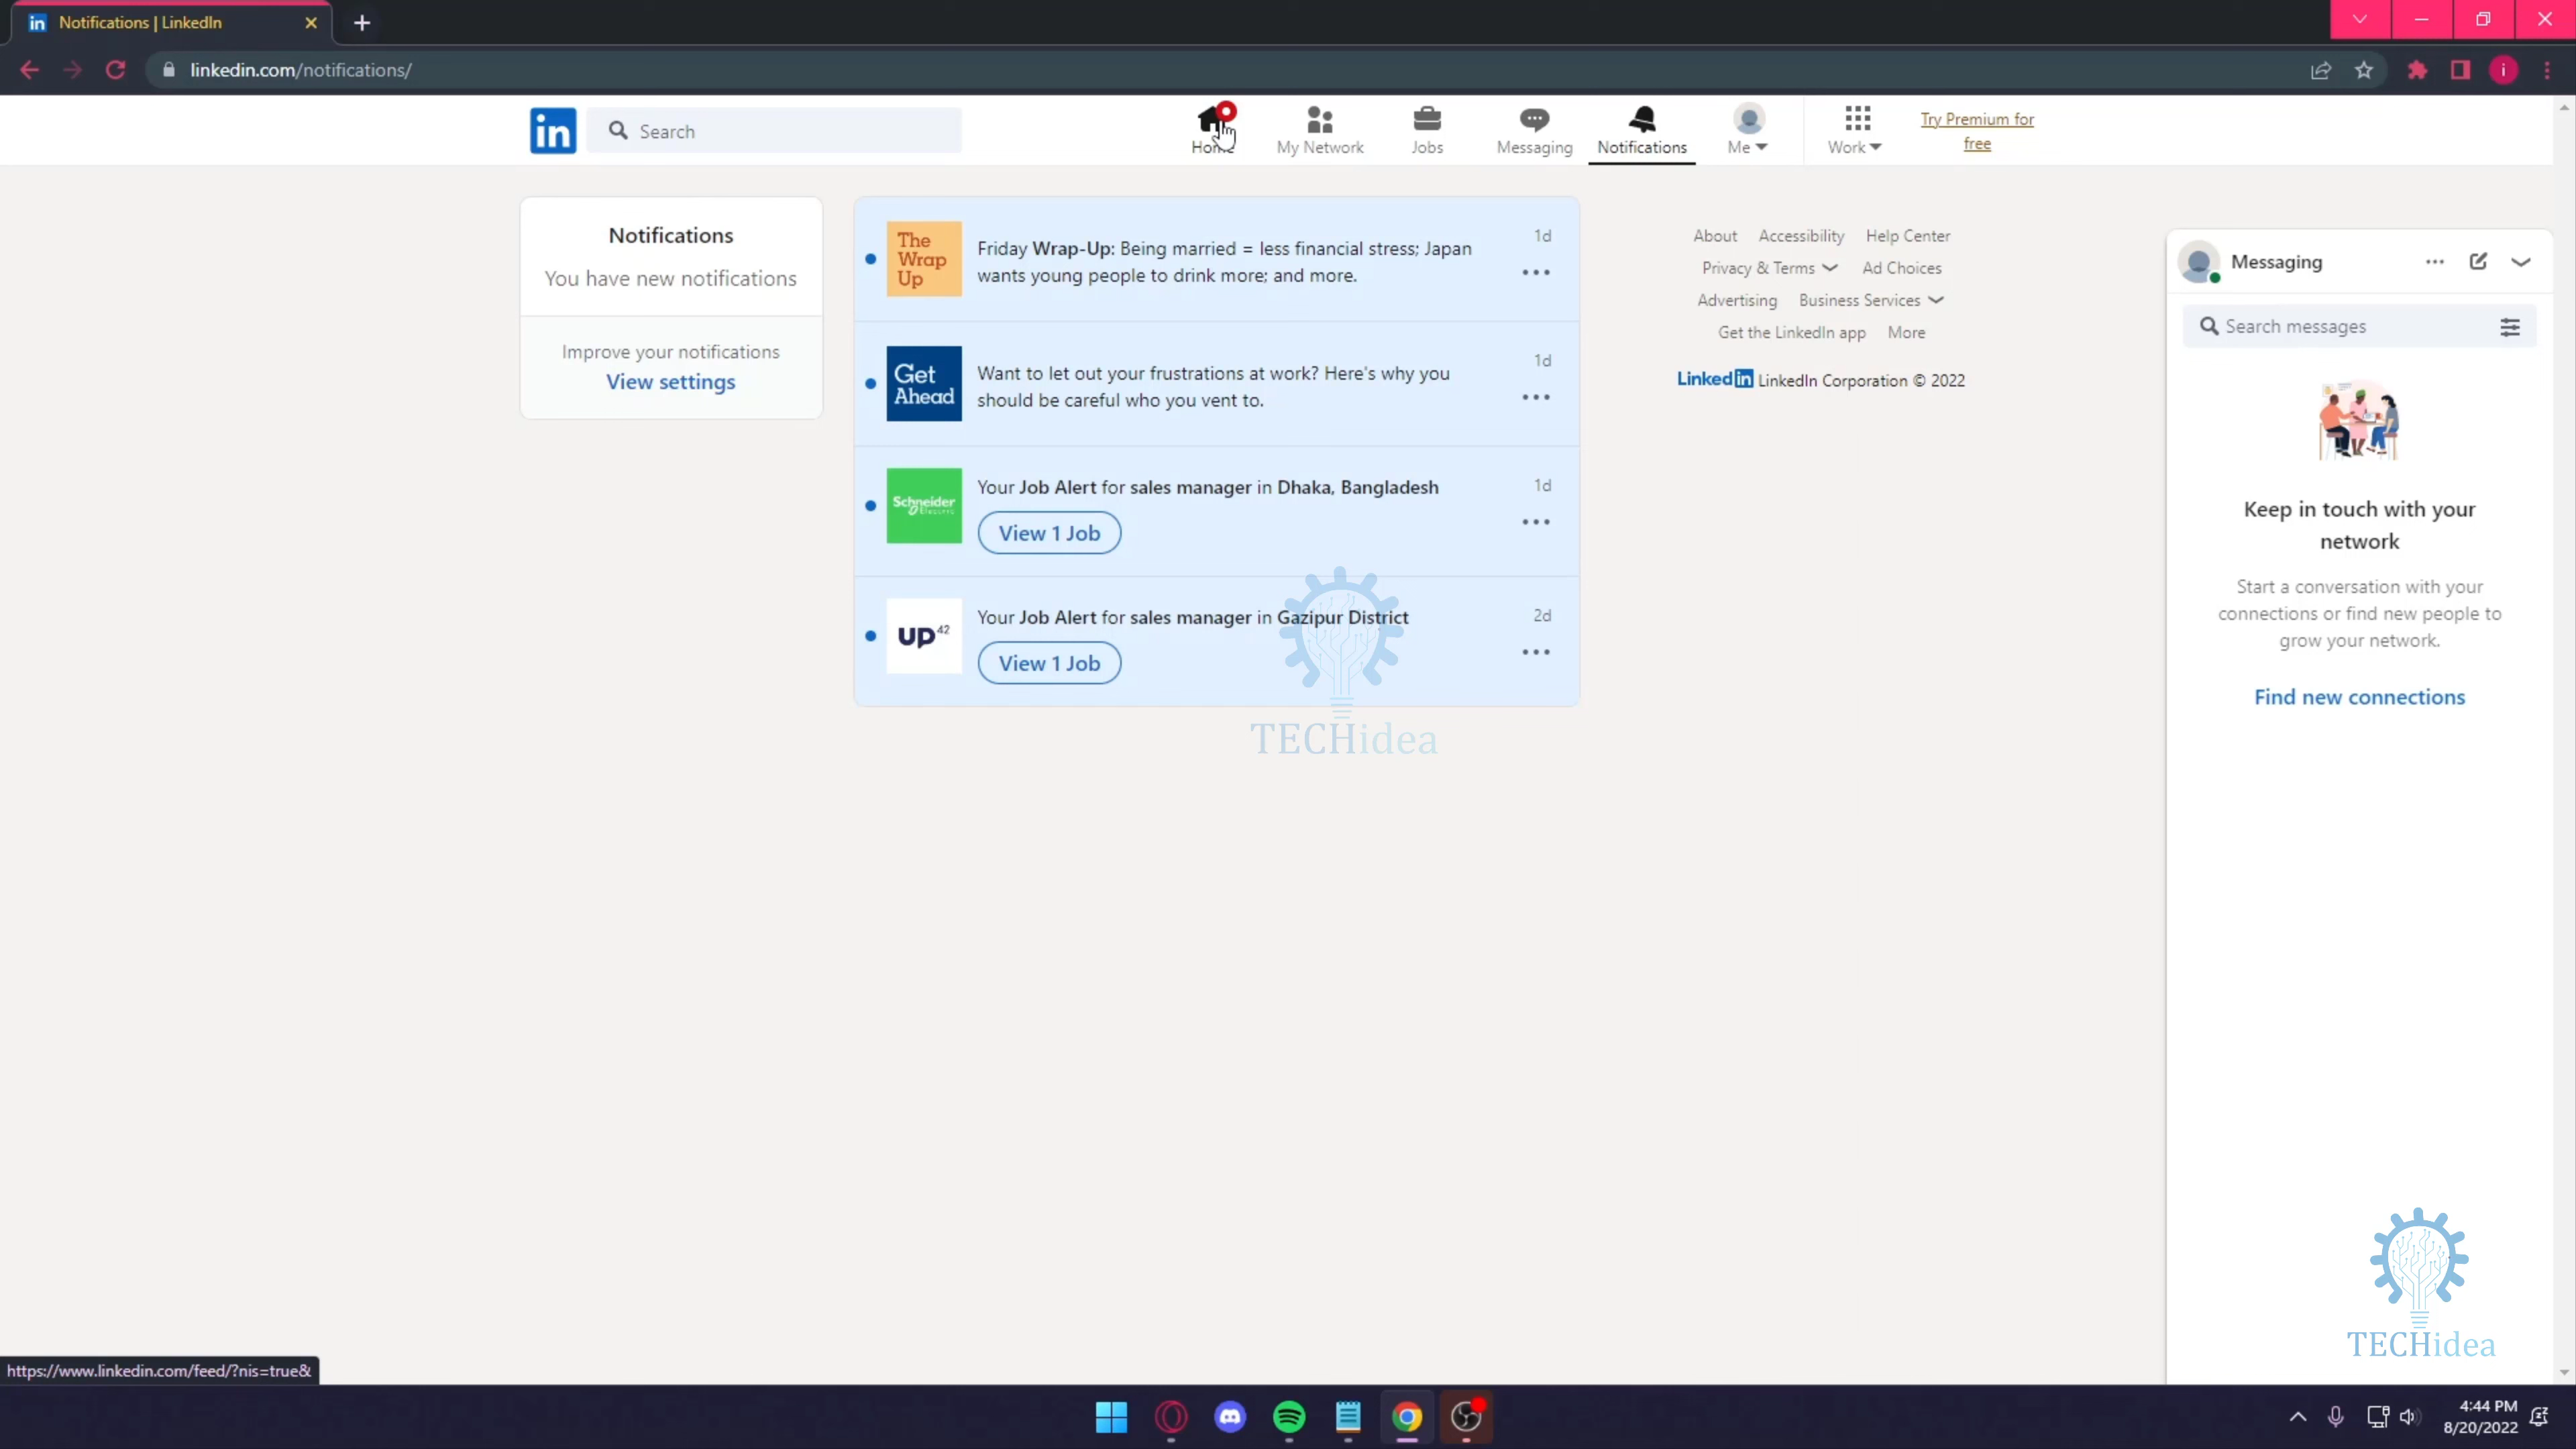 Notifications | LinkedIn
linkedin.com/notifications/
i
in
Search
Home
My Network
Jobs
Messaging
Notifications
Me
Work
Try Premium for
free
Notifications
You have new notifications
Improve your notifications
View settings
The
Wrap
Up
Friday Wrap-Up: Being married = less financial stress; Japan
wants young people to drink more; and more.
1d
Get
Ahead
Want to let out your frustrations at work? Here's why you
should be careful who you vent to.
1d
Schneider
Electric
Your Job Alert for sales manager in Dhaka, Bangladesh
View 1 Job
1d
UP42
Your Job Alert for sales manager in Gazipur District
View 1 Job
2d
TECHidea
About Accessibility Help Center
Privacy & Terms Ad Choices
Advertising Business Services
Get the LinkedIn app More
LinkedIn LinkedIn Corporation © 2022
Messaging
Search messages
Keep in touch with your
network
Start a conversation with your
connections or find new people to
grow your network.
Find new connections
TECHidea
https://www.linkedin.com/feed/?nis=true&
4:44 PM
8/20/2022